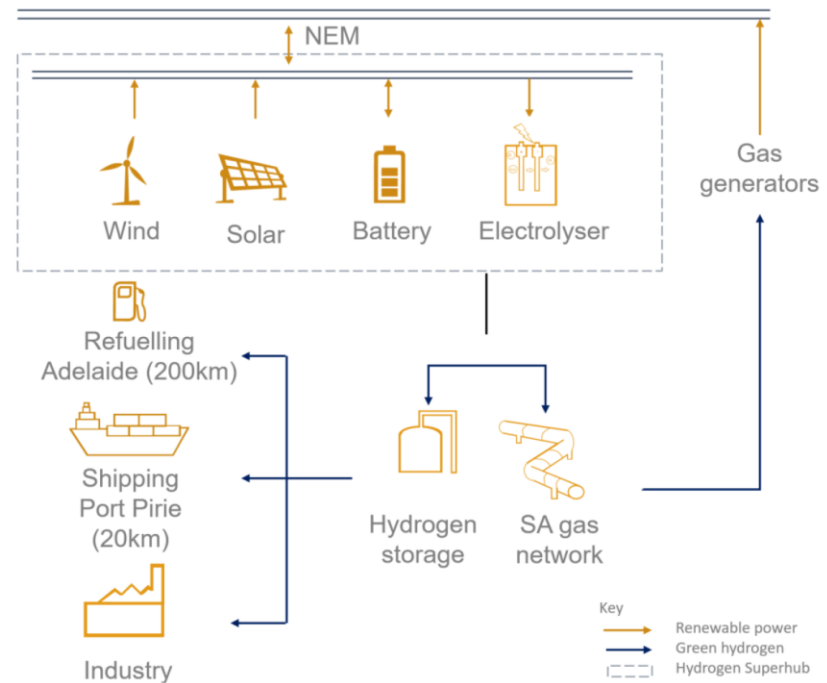 NEM
Wind
Solar
Battery
Electrolyser
Gas
generators
Refuelling
Adelaide (200km)
Shipping
Port Pirie
(20km)
Hydrogen
storage
SA gas
network
Industry
Key
Renewable power
Green hydrogen
Hydrogen Superhub